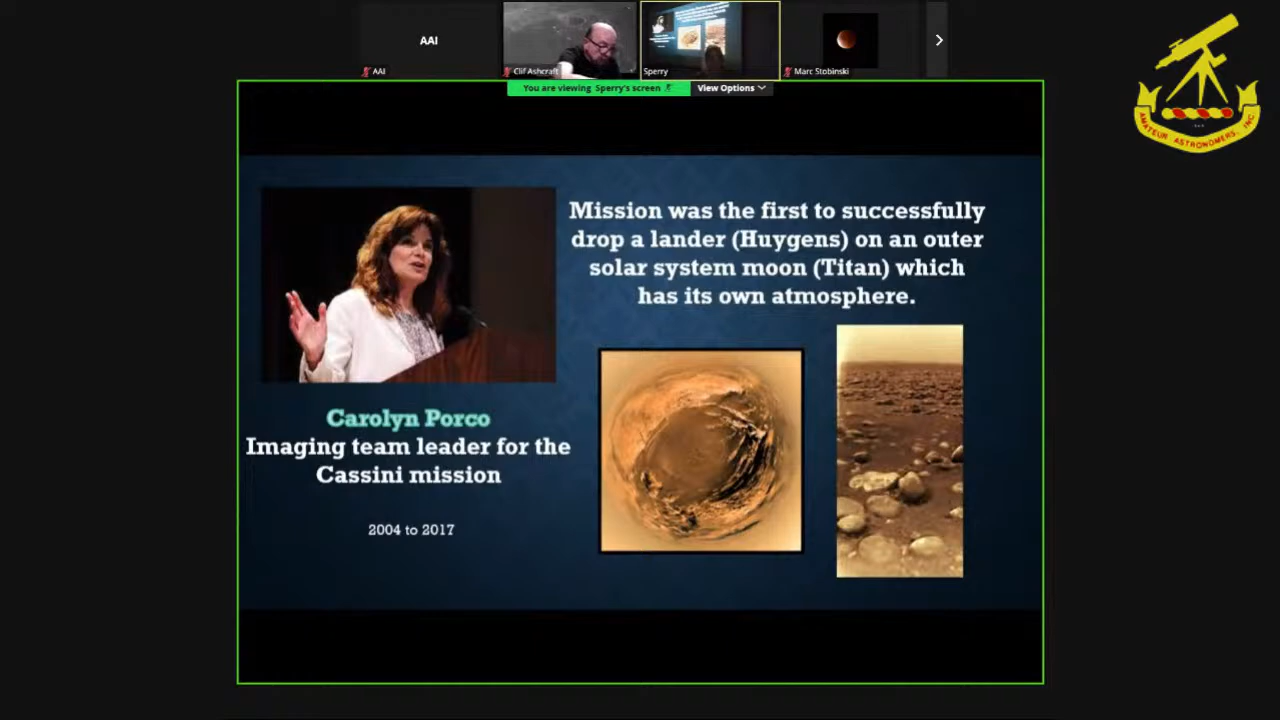 AAI
AAI
Clif Ashcraft
Sperry
Marc Stobinski
You are viewing Sperry's screen
View Options
AMATEUR ASTRONOMERS, INC
Mission was the first to successfully
drop a lander (Huygens) on an outer
solar system moon (Titan) which
has its own atmosphere.
Carolyn Porco
Imaging team leader for the
Cassini mission
2004 to 2017